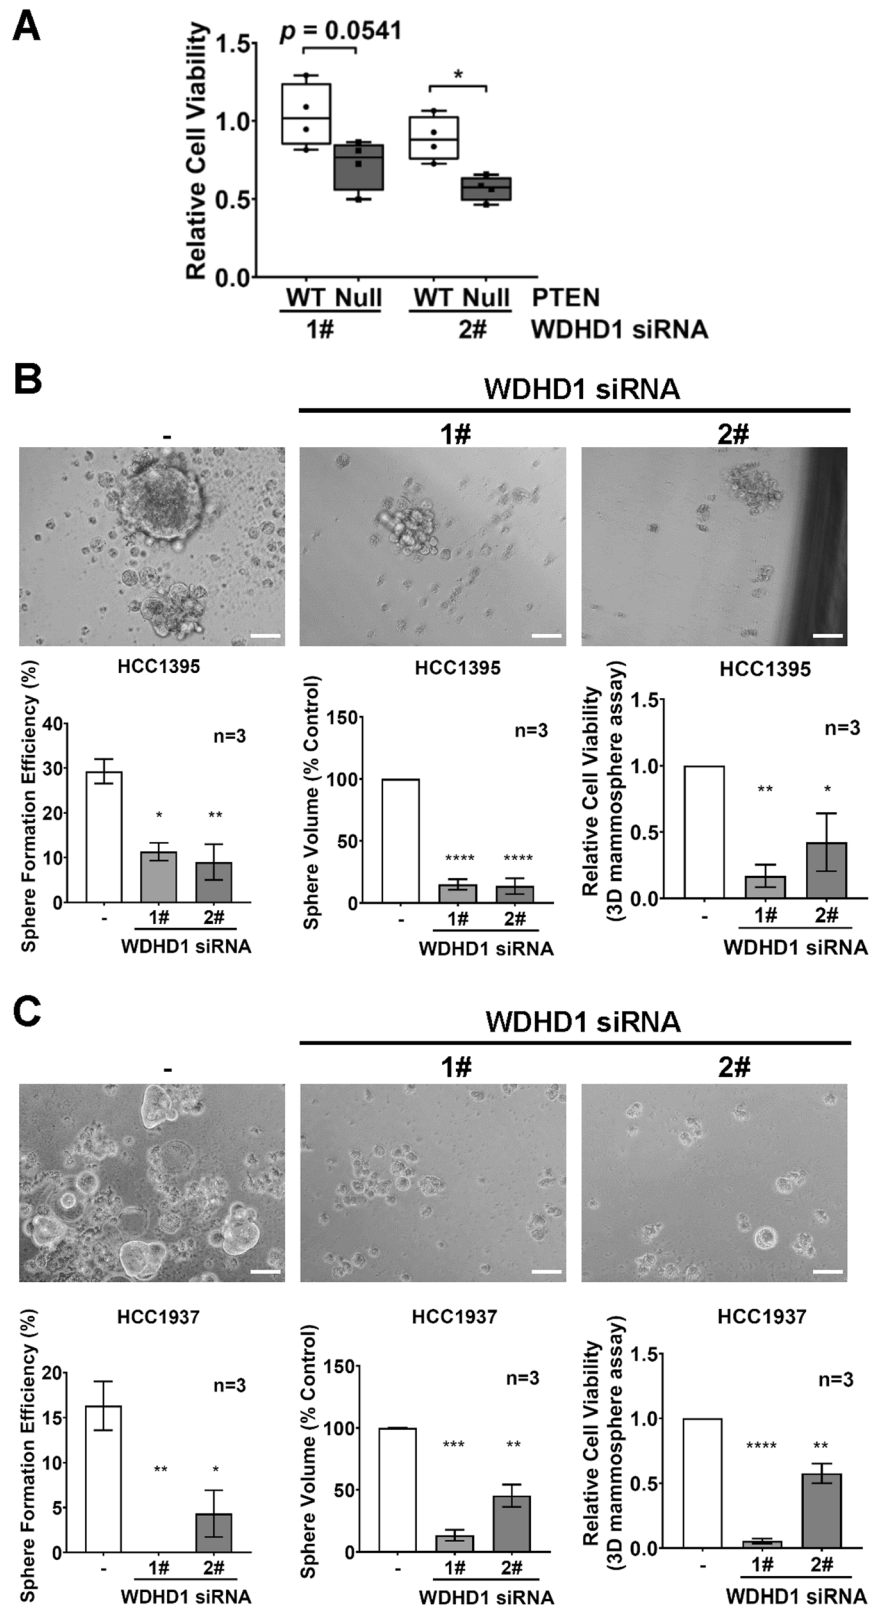 A
p = 0.0541
*
Relative Cell Viability
1.5
1.0
0.5
0.0
WT Null WT Null PTEN
1# 2# WDHD1 siRNA
B
WDHD1 siRNA
- 1# 2#
HCC1395
Sphere Formation Efficiency (%)
40
30
20
10
0
n=3
* **
- 1# 2#
WDHD1 siRNA
HCC1395
Sphere Volume (% Control)
150
100
50
0
n=3
**** ****
- 1# 2#
WDHD1 siRNA
HCC1395
Relative Cell Viability
(3D mammosphere assay)
1.5
1.0
0.5
0.0
n=3
** *
- 1# 2#
WDHD1 siRNA
C
WDHD1 siRNA
- 1# 2#
HCC1937
Sphere Formation Efficiency (%)
20
15
10
5
0
n=3
** *
- 1# 2#
WDHD1 siRNA
HCC1937
Sphere Volume (% Control)
150
100
50
0
n=3
*** **
- 1# 2#
WDHD1 siRNA
HCC1937
Relative Cell Viability
(3D mammosphere assay)
1.5
1.0
0.5
0.0
n=3
**** **
- 1# 2#
WDHD1 siRNA